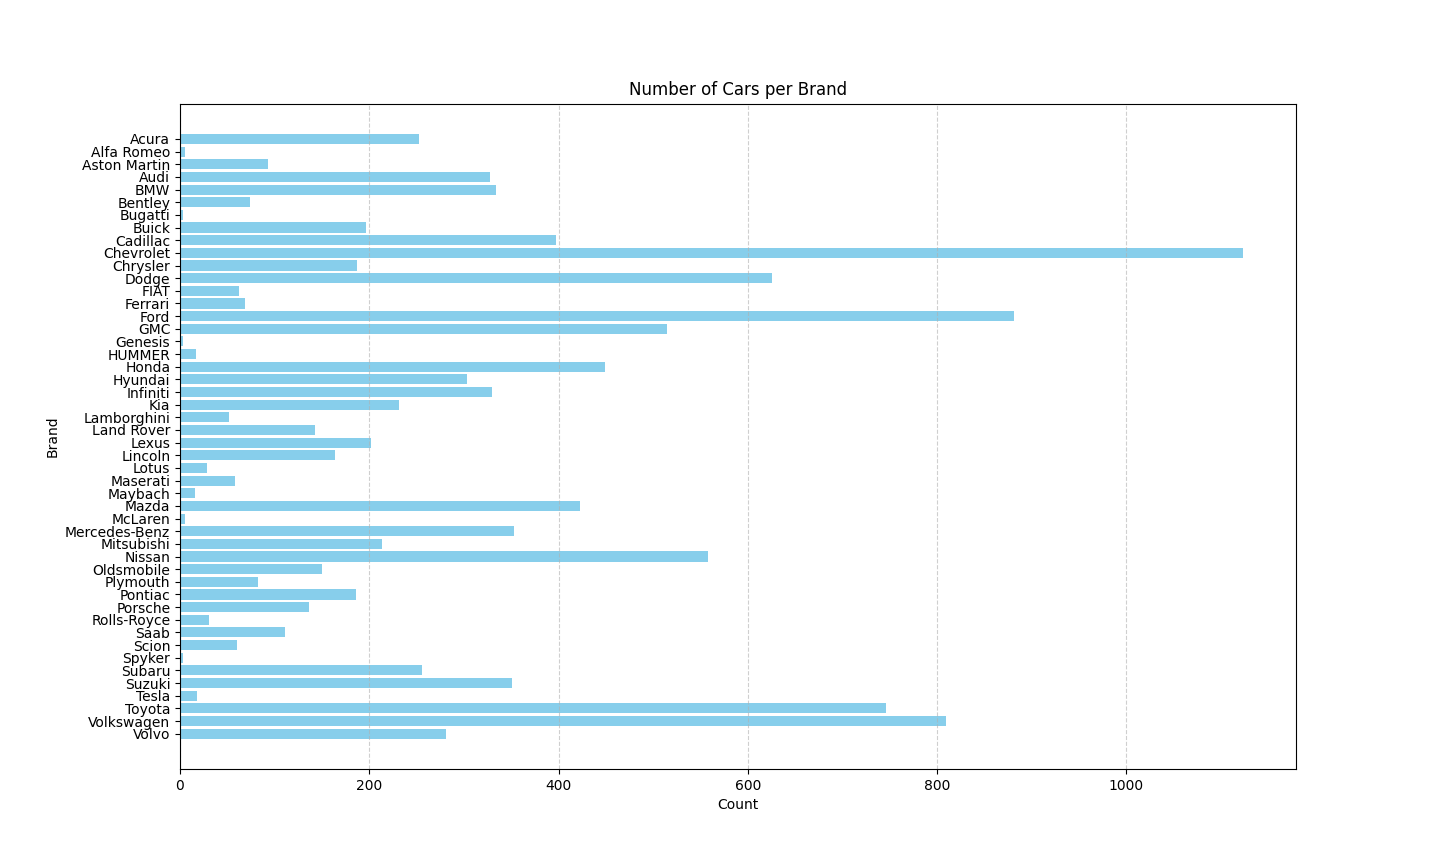 Number of Cars per Brand
Acura
Alfa Romeo
Aston Martin
Audi
BMW
Bentley
Bugatti
Buick
Cadillac
Chevrolet
Chrysler
Dodge
FIAT
Ferrari
Ford
GMC
Genesis
HUMMER
Honda
Hyundai
Infiniti
Kia
Lamborghini
Land Rover
Lexus
Lincoln
Lotus
Maserati
Maybach
Mazda
McLaren
Mercedes-Benz
Mitsubishi
Nissan
Oldsmobile
Plymouth
Pontiac
Porsche
Rolls-Royce
Saab
Scion
Spyker
Subaru
Suzuki
Tesla
Toyota
Volkswagen
Volvo
Brand
0 200 400 600 800 1000
Count